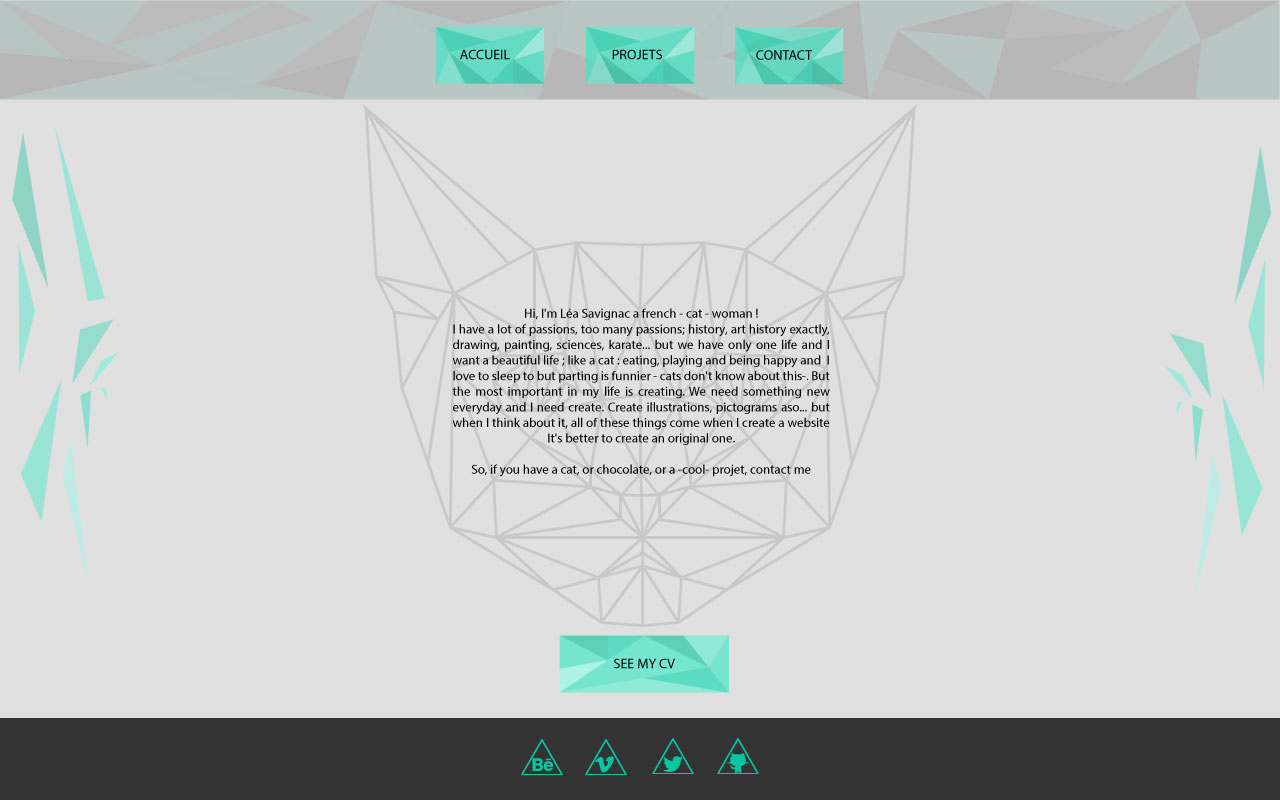 ACCUEIL
PROJETS
CONTACT
Hi, I'm Léa Savignac a french - cat - woman !
I have a lot of passions, too many passions; history, art history exactly,
drawing, painting, sciences, karate... but we have only one life and I
want a beautiful life ; like a cat : eating, playing and being happy and I
love to sleep to but parting is funnier - cats don't know about this-. But
the most important in my life is creating. We need something new
everyday and I need create. Create illustrations, pictograms aso... but
when I think about it, all of these things come when I create a website
It's better to create an original one.
So, if you have a cat, or chocolate, or a -cool- projet, contact me
SEE MY CV
Bē